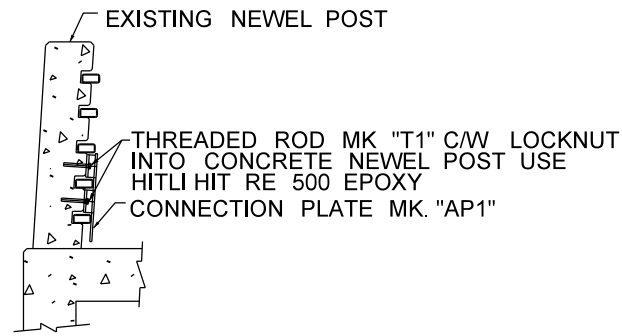 EXISTING NEWEL POST
THREADED ROD MK "T1" C/W LOCKNUT
INTO CONCRETE NEWEL POST USE
HITLI HIT RE 500 EPOXY
CONNECTION PLATE MK. "AP1"